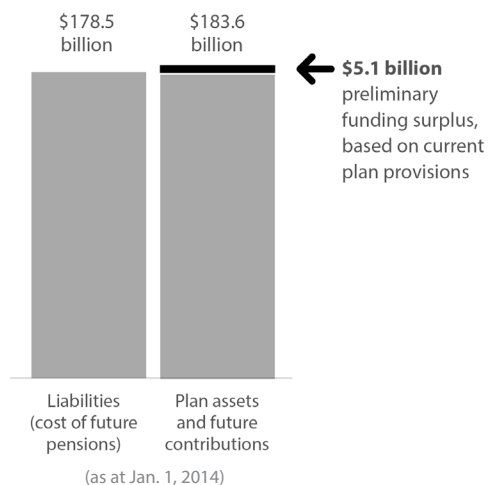 $178.5
billion
$183.6
billion
$5.1 billion
preliminary
funding surplus,
based on current
plan provisions
Liabilities
(cost of future
pensions)
Plan assets
and future
contributions
(as at Jan. 1, 2014)